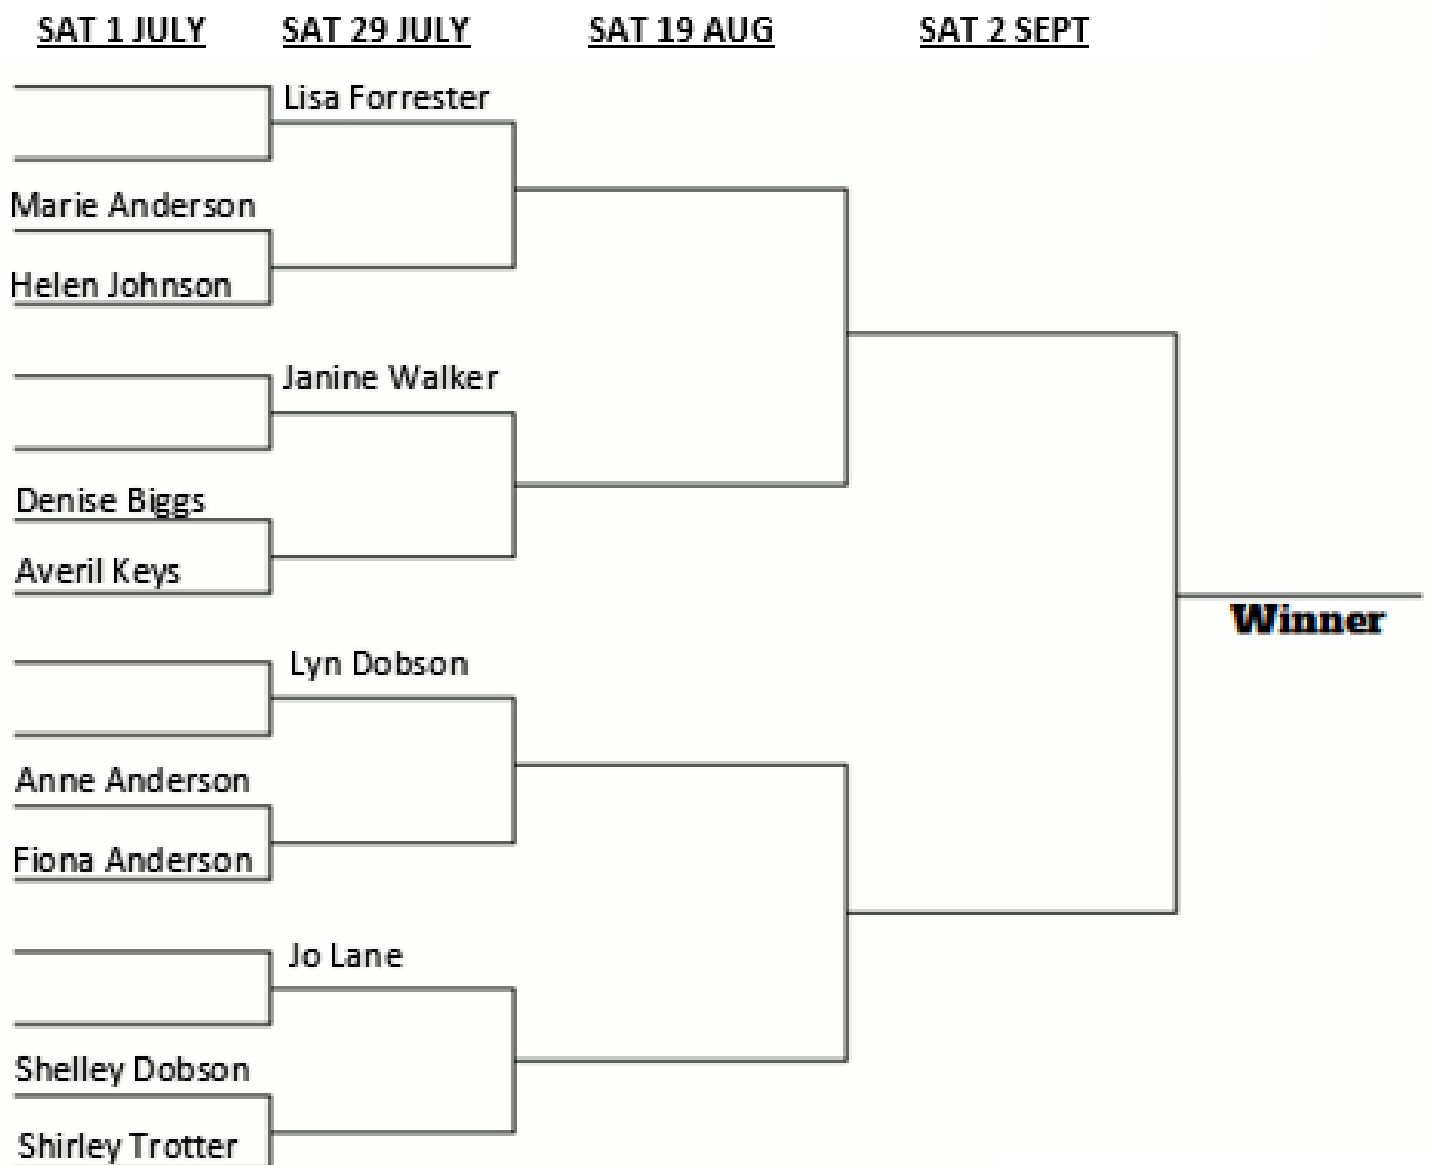 SAT 1 JULY SAT 29 JULY SAT 19 AUG SAT 2 SEPT
Lisa Forrester
Marie Anderson
Helen Johnson
Janine Walker
Denise Biggs
Averil Keys
Winner
Lyn Dobson
Anne Anderson
Fiona Anderson
Jo Lane
Shelley Dobson
Shirley Trotter